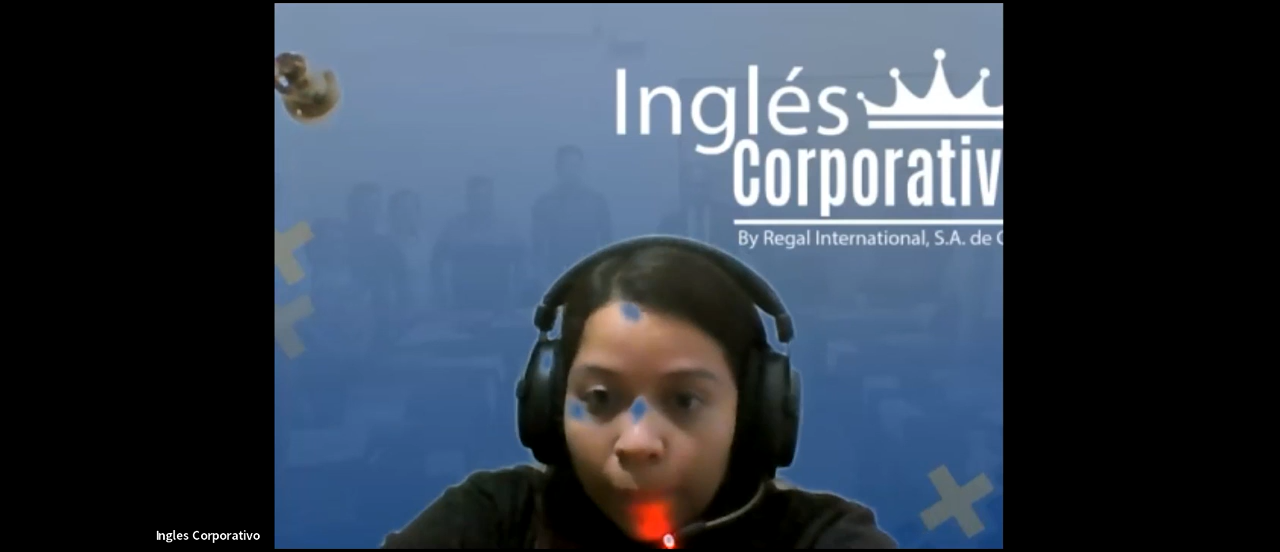 Inglés
Corporativ
By Regal International, S.A. de C
Ingles Corporativo